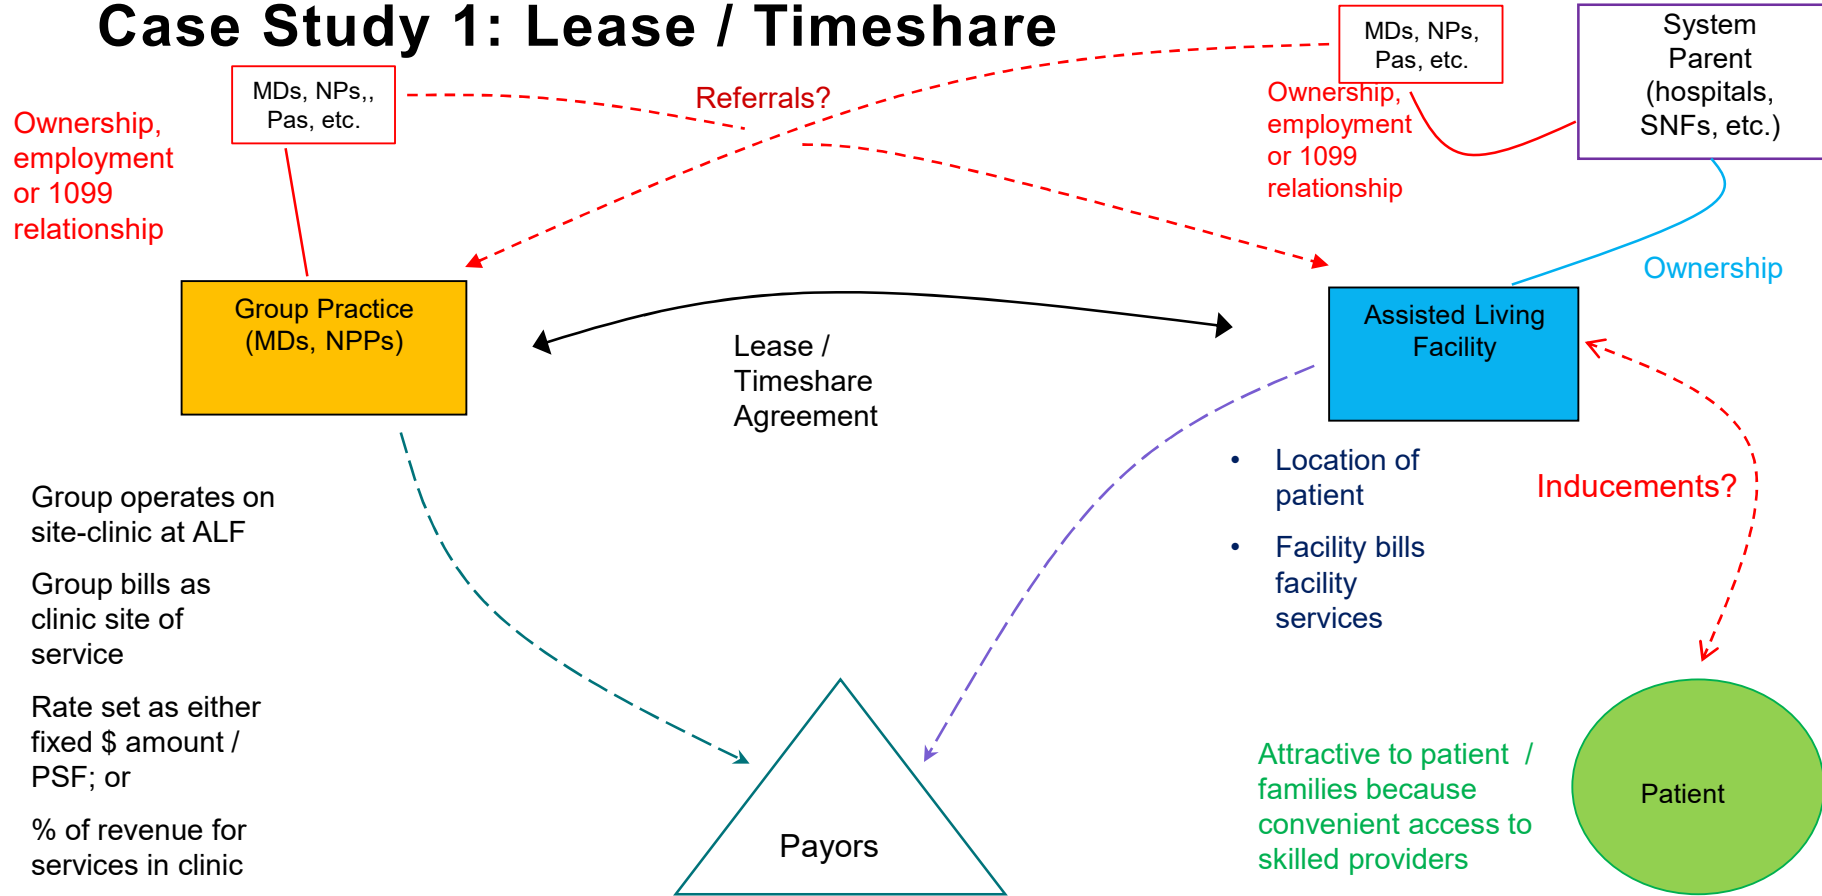 Case Study 1: Lease / Timeshare
MDs, NPs,,
Pas, etc.
Ownership,
employment
or 1099
relationship
Referrals?
MDs, NPs,
Pas, etc.
Ownership,
employment
or 1099
relationship
System
Parent
(hospitals,
SNFs, etc.)
Ownership
Group Practice
(MDs, NPPs)
Lease /
Timeshare
Agreement
Assisted Living
Facility
Group operates on
site-clinic at ALF
Group bills as
clinic site of
service
Rate set as either
fixed $ amount /
PSF; or
% of revenue for
services in clinic
• Location of
patient
• Facility bills
facility
services
Inducements?
Payors
Attractive to patient /
families because
convenient access to
skilled providers
Patient